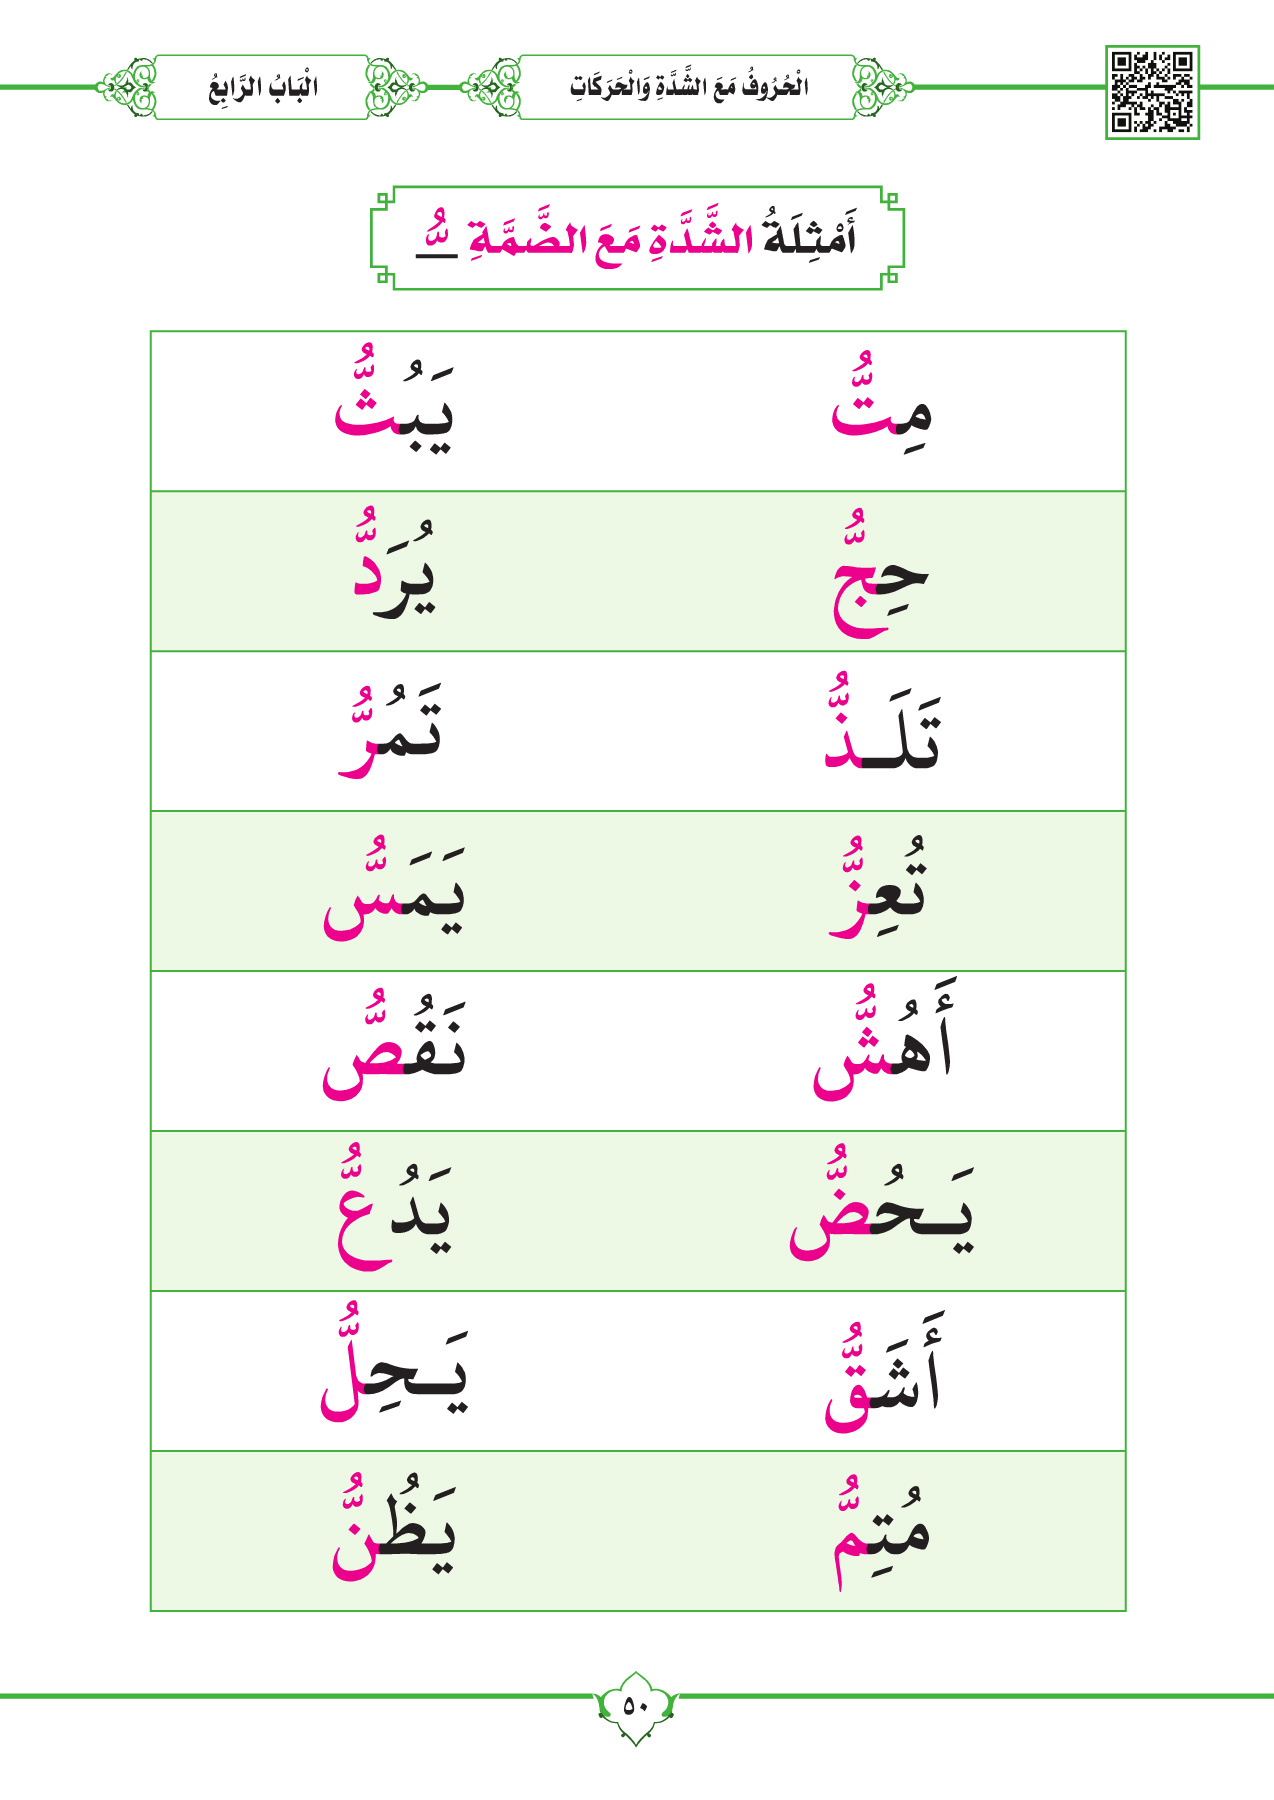 الْحُرُوفُ مَعَ الشَّدَّةِ وَالْحَرَكَاتِ الْبَابُ الرَّابِعُ
أَمْثِلَةُ الشَّدَّةِ مَعَ الضَّمَّةِ ـُّ
مِتُّ يَبُثُّ
حِجُّ يُرَدُّ
تَلَـذُّ تَمُرُّ
تُعِزُّ يَمَسُّ
أَهُشُّ نَقُصُّ
يَـحُضُّ يَدُعُّ
أَشَقُّ يَـحِلُّ
مُتِمُّ يَظُنُّ
٥٠